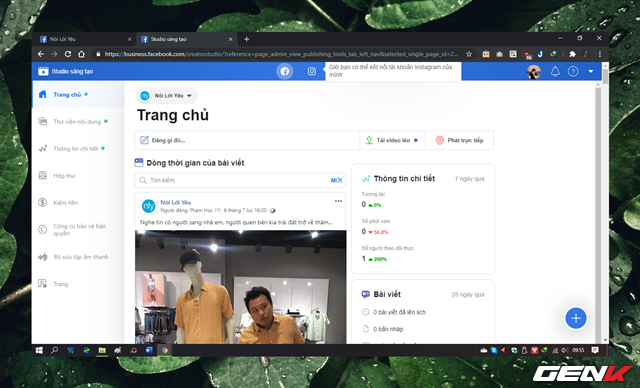 Nói Lời Yêu
Studio sáng tạo
https://business.facebook.com/creatorstudio/?reference=page_admin_view_publishing_tools_tab_left_nav&selected_single_page_id=2...
Studio sáng tạo
Giờ bạn có thể kết nối tài khoản Instagram của mình
Trang chủ
Thư viện nội dung
Thông tin chi tiết
Hộp thư
Kiếm tiền
Công cụ bảo vệ bản quyền
Bộ sưu tập âm thanh
Trang
nly Nói Lời Yêu
Trang chủ
Đăng gì đó...
Tải video lên
Phát trực tiếp
Dòng thời gian của bài viết
Tìm kiếm
MỚI
nly
Nói Lời Yêu
Người đăng: Phạm Học
6 tháng 7 lúc 18:20
Nghe tin có người sang nhà em, người quen bên kia trái đất trở về thăm...
Thông tin chi tiết
7 ngày qua
Tương tác
0 0%
Số phút xem
0 56.8%
Số người theo dõi thực
1 200%
Bài viết
28 ngày qua
0 bài viết đã lên lịch
0 bản nháp
09:55
GENK